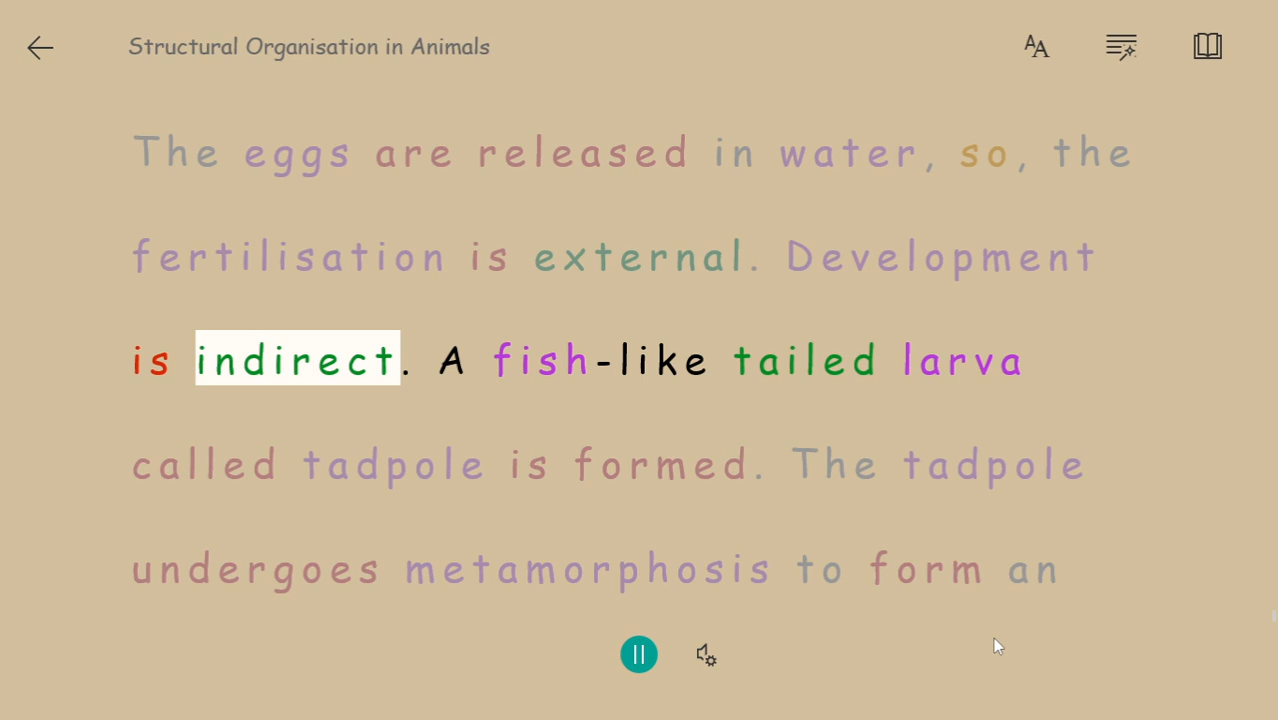 Structural Organisation in Animals
The eggs are released in water, so, the
fertilisation is external. Development
is indirect. A fish-like tailed larva
called tadpole is formed. The tadpole
undergoes metamorphosis to form an